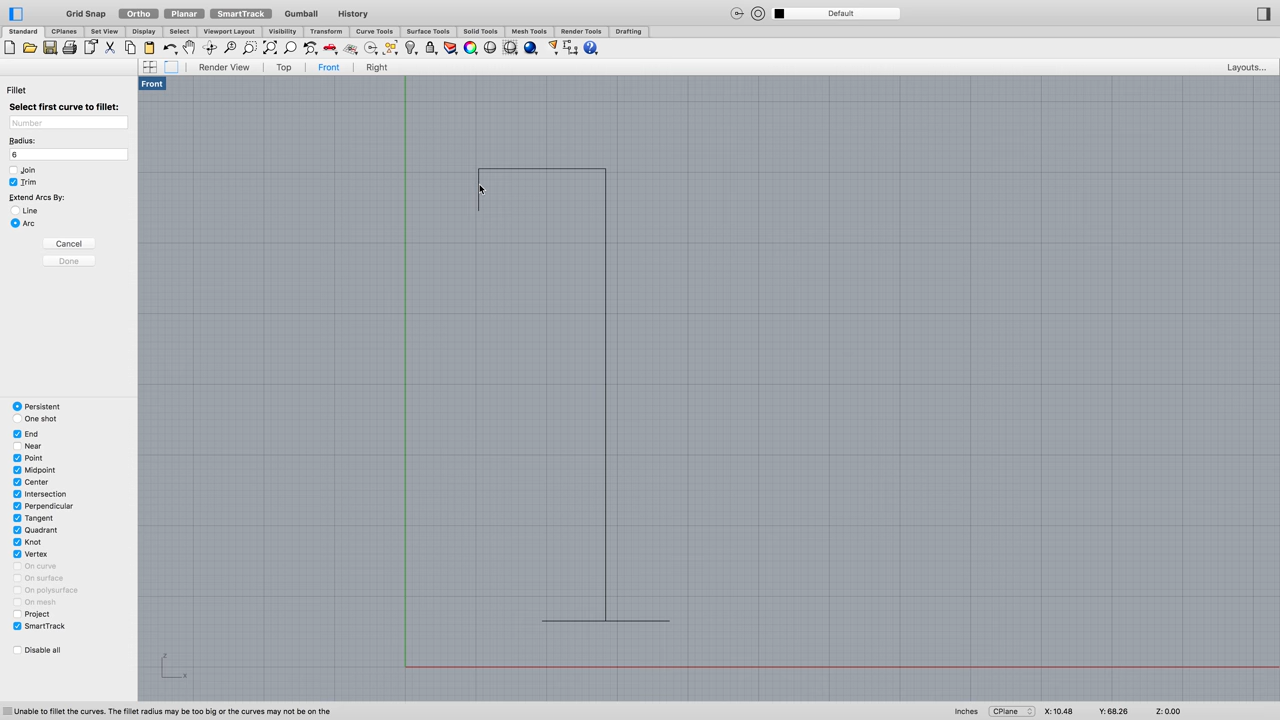 Grid Snap Ortho Planar SmartTrack Gumball History Default
Standard CPlanes Set View Display Select Viewport Layout Visibility Transform Curve Tools Surface Tools Solid Tools Mesh Tools Render Tools Drafting
Render View Top Front Right Layouts...
Front
Fillet
Select first curve to fillet:
Number
Radius:
6
Join
Trim
Extend Arcs By:
Line
Arc
Cancel
Done
Persistent
One shot
End
Near
Point
Midpoint
Center
Intersection
Perpendicular
Tangent
Quadrant
Knot
Vertex
On curve
On surface
On polysurface
On mesh
Project
SmartTrack
Disable all
z
x
Unable to fillet the curves. The fillet radius may be too big or the curves may not be on the Inches CPlane X: 10.48 Y: 68.26 Z: 0.00